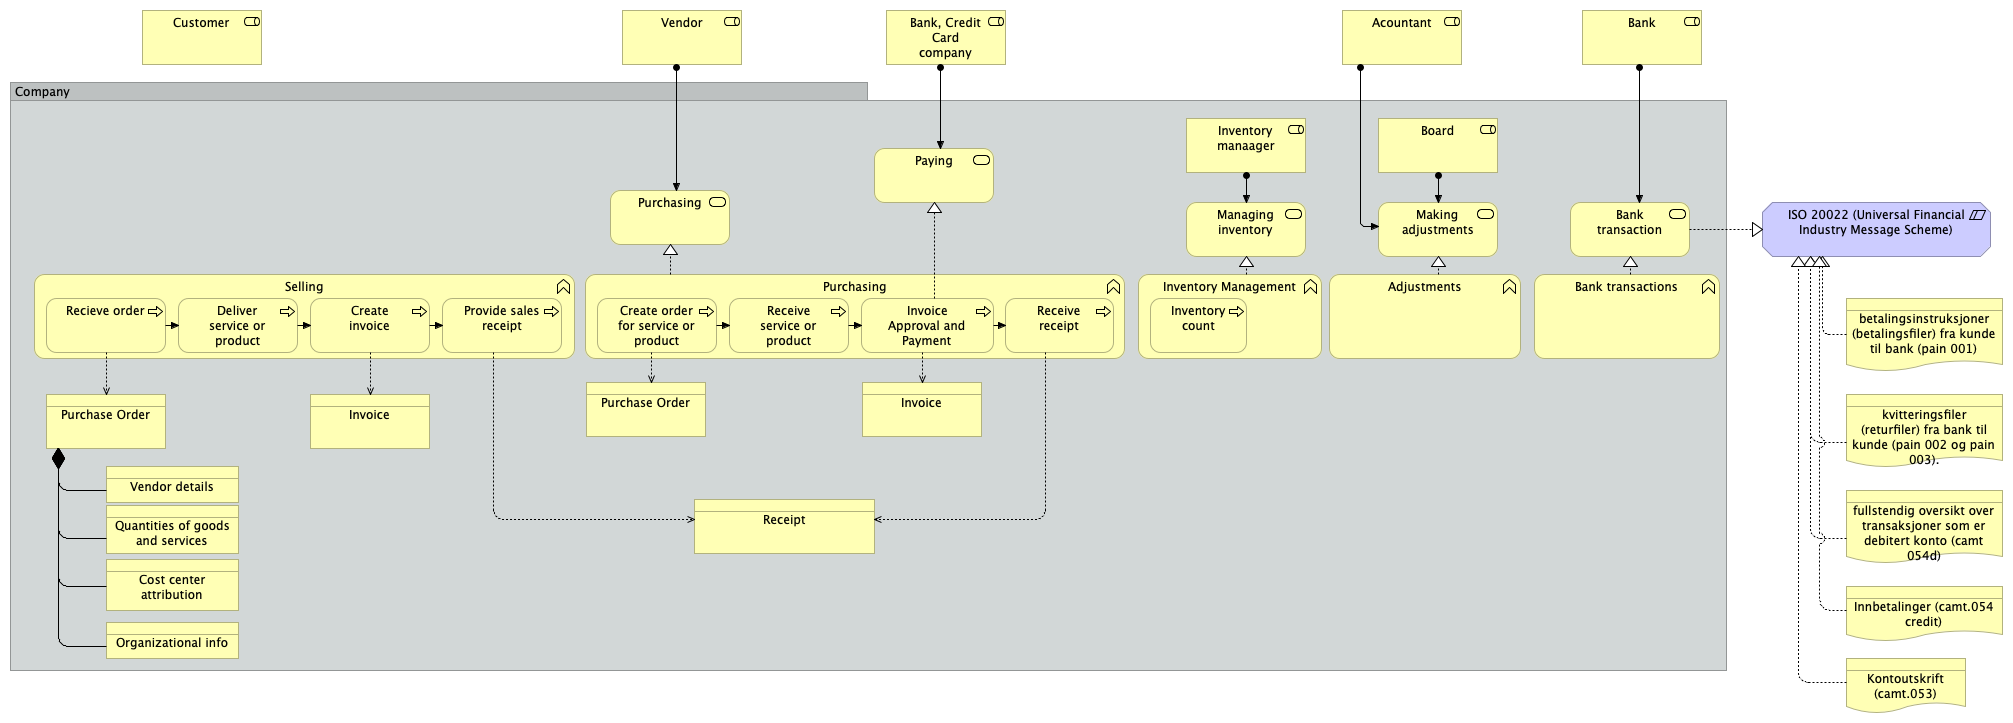 Customer
Vendor
Bank, Credit
Card
company
Acountant
Bank
Company
Inventory
manaager
Board
Paying
Purchasing
Managing
inventory
Making
adjustments
Bank
transaction
ISO 20022 (Universal Financial
Industry Message Scheme)
Selling
Recieve order
Deliver
service or
product
Create
invoice
Provide sales
receipt
Purchasing
Create order
for service or
product
Receive
service or
product
Invoice
Approval and
Payment
Receive
receipt
Inventory Management
Inventory
count
Adjustments
Bank transactions
betalingsinstruksjoner
(betalingsfiler) fra kunde
til bank (pain 001)
Purchase Order
Invoice
Purchase Order
Invoice
kvitteringsfiler
(returfiler) fra bank til
kunde (pain 002 og pain
003).
Vendor details
Quantities of goods
and services
Cost center
attribution
Organizational info
Receipt
fullstendig oversikt over
transaksjoner som er
debitert konto (camt
054d)
Innbetalinger (camt.054
credit)
Kontoutskrift
(camt.053)